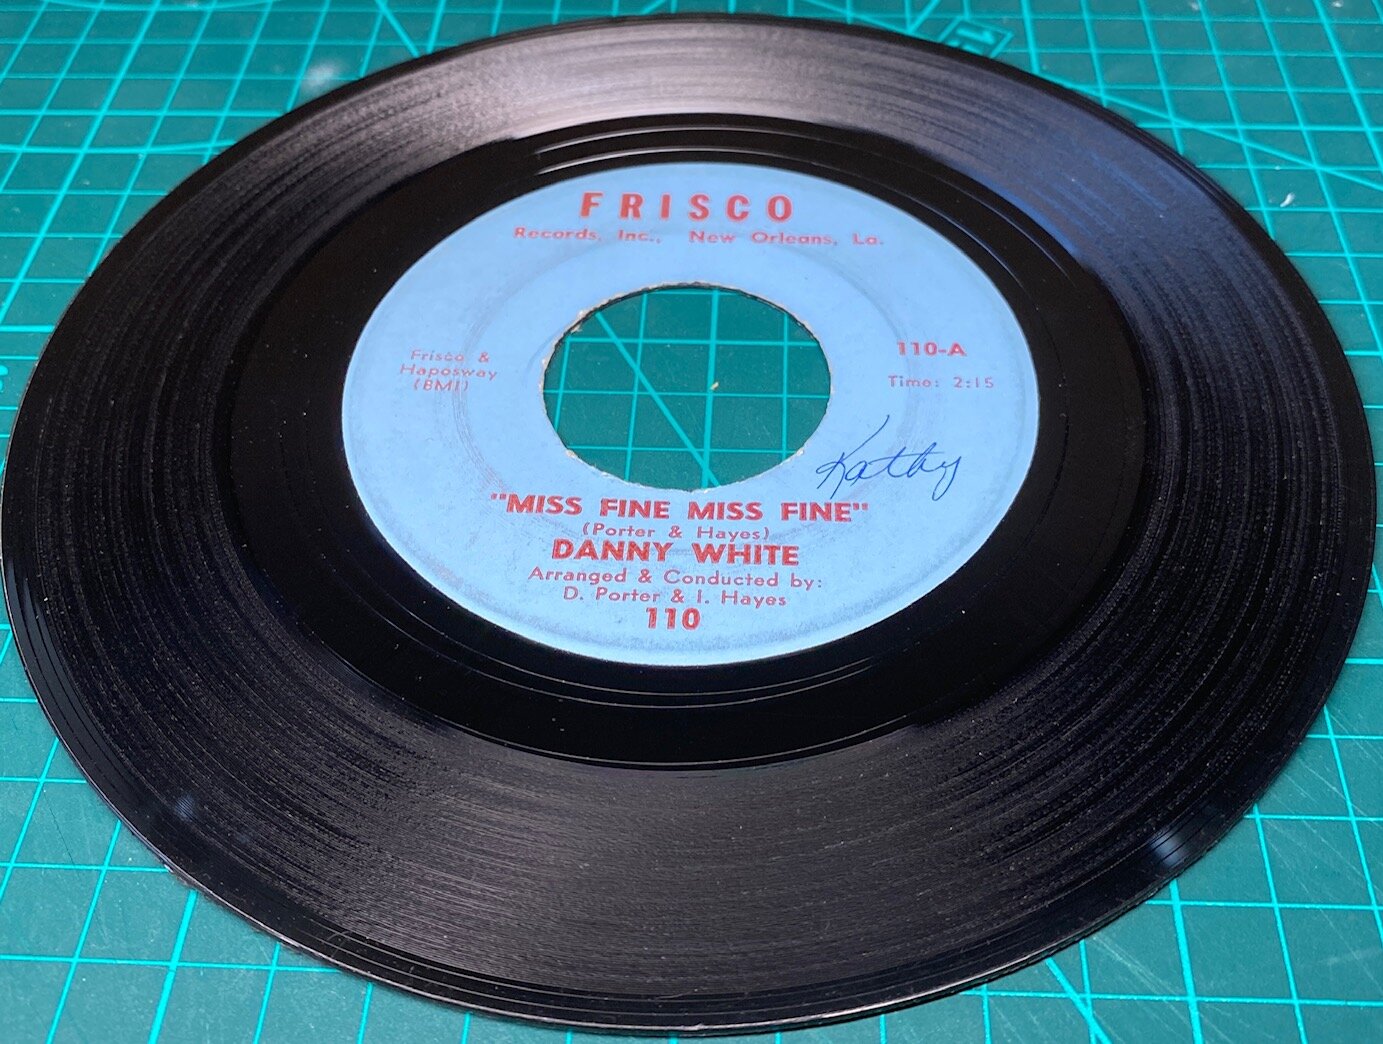 FRISCO
Records, Inc., New Orleans, La.
Frisco &
Haposway
(BMI)
110-A
Time: 2:15
Kathy
"MISS FINE MISS FINE"
(Porter & Hayes)
DANNY WHITE
Arranged & Conducted by:
D. Porter & I. Hayes
110